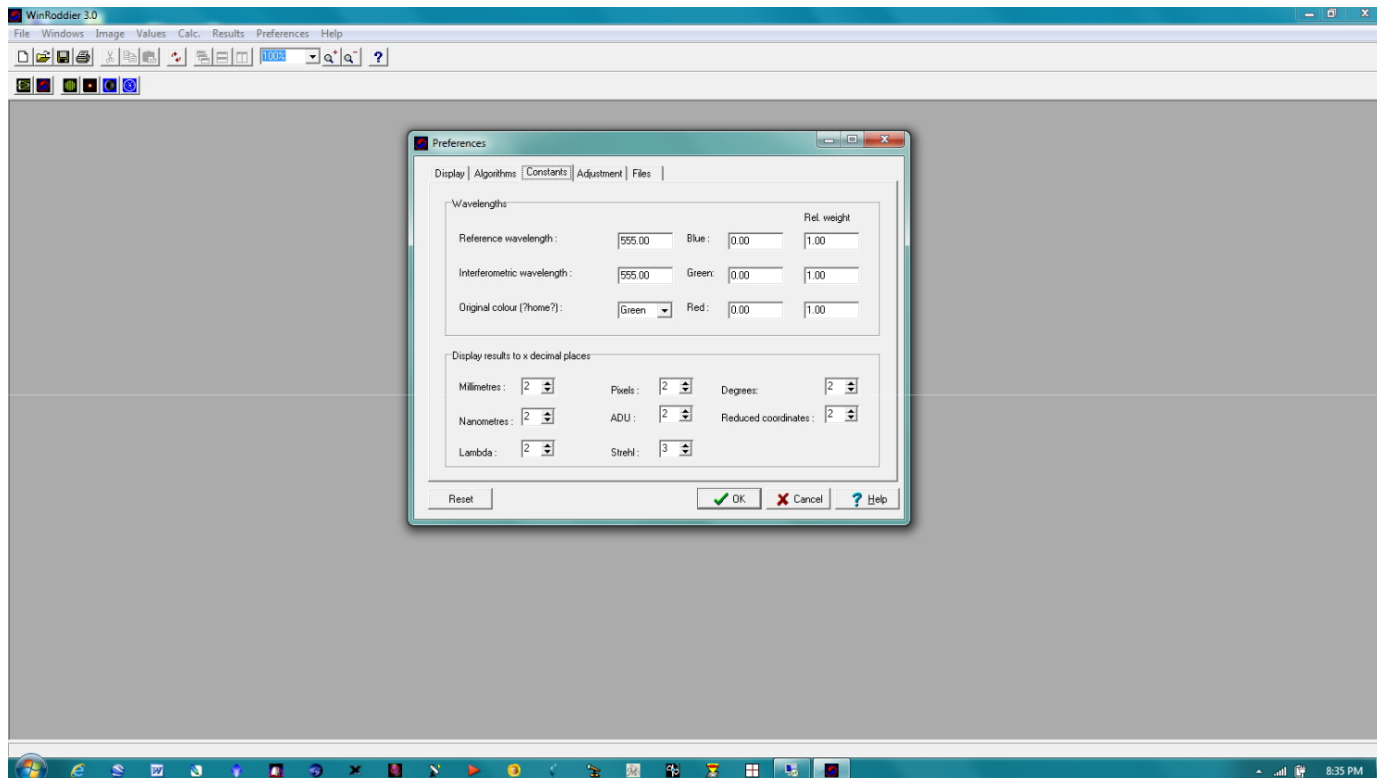 WinRoddier 3.0
File Windows Image Values Calc. Results Preferences Help
100%
Preferences
Display Algorithms Constants Adjustment Files
Wavelengths
Rel. weight
Reference wavelength : 555.00 Blue : 0.00 1.00
Interferometric wavelength : 555.00 Green: 0.00 1.00
Original colour (?home?) : Green Red : 0.00 1.00
Display results to x decimal places
Millimetres : 2 Pixels : 2 Degrees: 2
Nanometres : 2 ADU : 2 Reduced coordinates : 2
Lambda : 2 Strehl : 3
Reset OK Cancel ? Help
8:35 PM